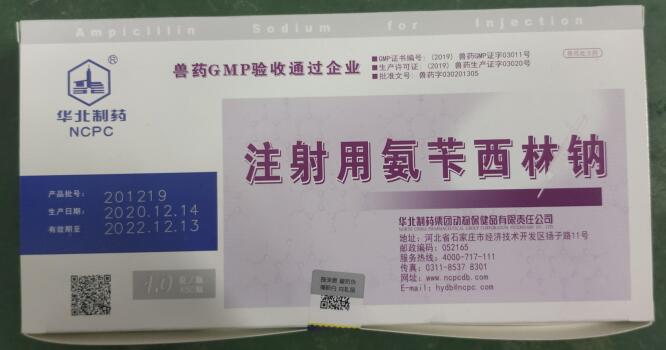 Ampicillin Sodium for Injection
华北制药
NCPC
兽药GMP验收通过企业
■GMP证书编号：（2019）兽药GMP证字03011号
■生产许可证：（2019）兽药生产证字03020号
■批准文号：兽药字030201305
兽用处方药
注射用氨苄西林钠
产品批号： 201219
生产日期： 2020.12.14
有效期至 2022.12.13
华北制药集团动物保健品有限责任公司
地址：河北省石家庄市经济技术开发区扬子路11号
邮政编码：052165
服务热线：4000-717-111
传真：0311-8537 8301
网址：www.ncpcdb.com
E-mail：hydb@ncpc.com